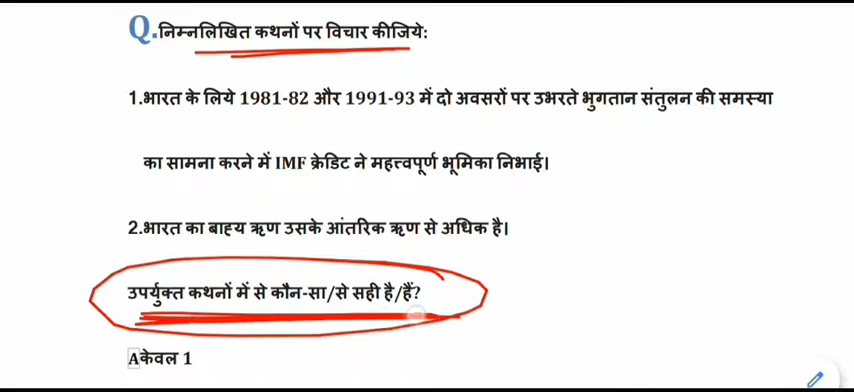 Q.निम्नलिखित कथनों पर विचार कीजिये:
1.भारत के लिये 1981-82 और 1991-93 में दो अवसरों पर उभरते भुगतान संतुलन की समस्या
का सामना करने में IMF क्रेडिट ने महत्त्वपूर्ण भूमिका निभाई।
2.भारत का बाह्य ऋण उसके आंतरिक ऋण से अधिक है।
उपर्युक्त कथनों में से कौन-सा/से सही है/हैं?
Aकेवल 1